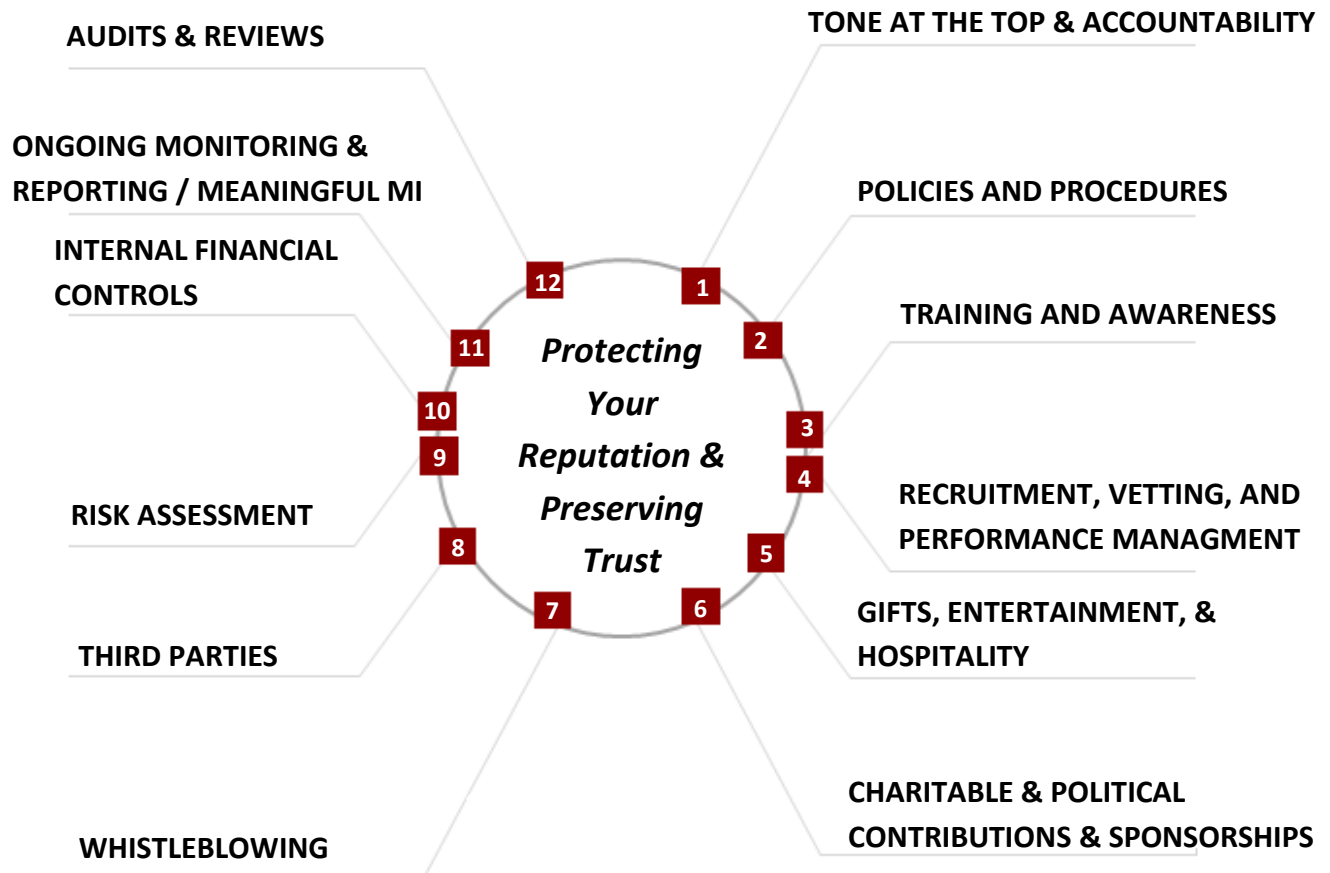 TONE AT THE TOP & ACCOUNTABILITY
AUDITS & REVIEWS
ONGOING MONITORING &
REPORTING / MEANINGFUL MI
POLICIES AND PROCEDURES
INTERNAL FINANCIAL
CONTROLS
TRAINING AND AWARENESS
12
1
11
2
10
3
9
4
8
5
7
6
Protecting
Your
Reputation &
Preserving
Trust
RISK ASSESSMENT
RECRUITMENT, VETTING, AND
PERFORMANCE MANAGMENT
THIRD PARTIES
GIFTS, ENTERTAINMENT, &
HOSPITALITY
WHISTLEBLOWING
CHARITABLE & POLITICAL
CONTRIBUTIONS & SPONSORSHIPS